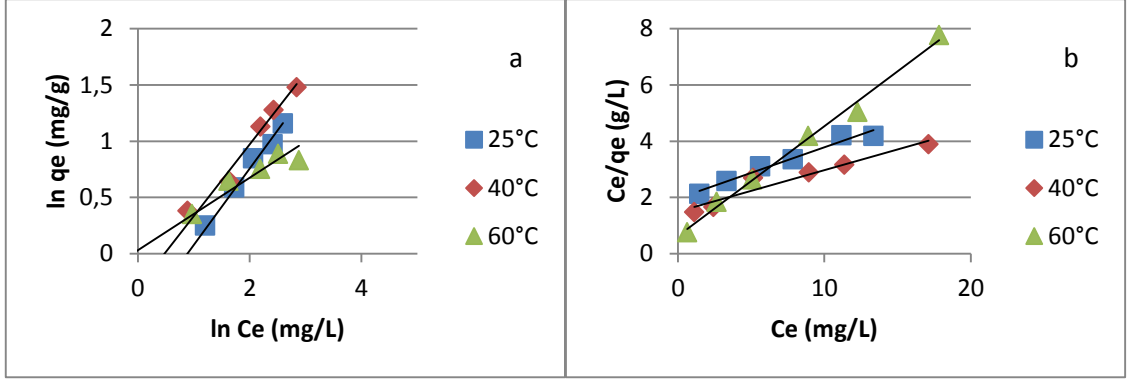 a
ln qe (mg/g)
2
1,5
1
0,5
0
0 2 4
ln Ce (mg/L)
25°C
40°C
60°C
b
Ce/qe (g/L)
8
6
4
2
0
0 10 20
Ce (mg/L)
25°C
40°C
60°C